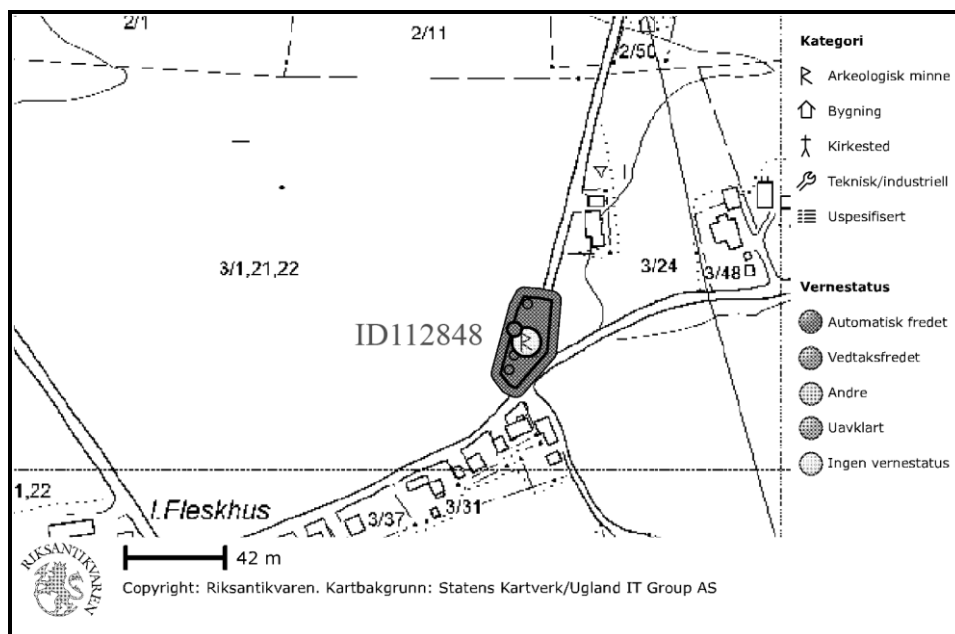 2/1
2/11
2/50
3/1,21,22
3/24
3/48
ID112848
1,22
I.Fleskhus
3/37
3/31
Kategori
Arkeologisk minne
Bygning
Kirkested
Teknisk/industriell
Uspesifisert
Vernestatus
Automatisk fredet
Vedtaksfredet
Andre
Uavklart
Ingen vernestatus
RIKSANTIKVAREN
42 m
Copyright: Riksantikvaren. Kartbakgrunn: Statens Kartverk/Ugland IT Group AS